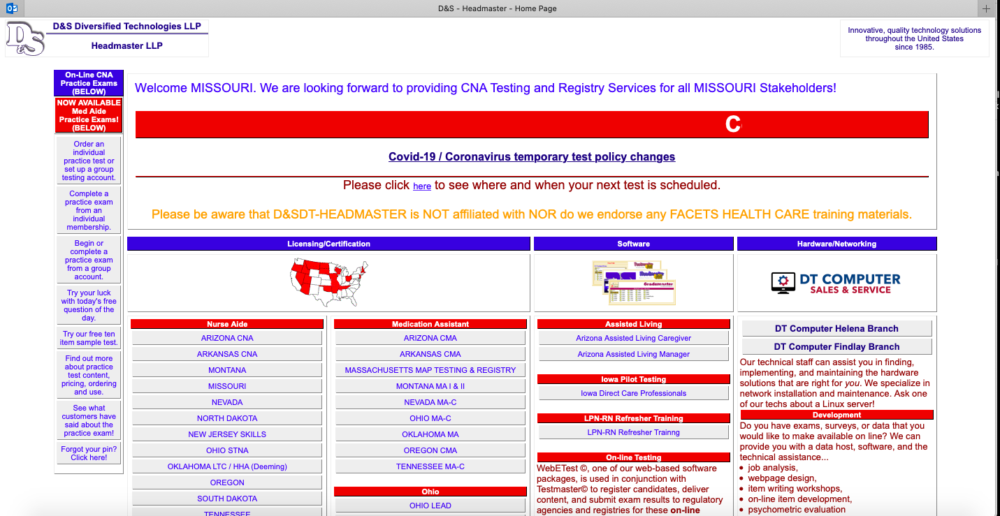 D&S - Headmaster - Home Page
D&S
D&S Diversified Technologies LLP
Headmaster LLP
Innovative, quality technology solutions
throughout the United States
since 1985.
On-Line CNA
Practice Exams
(BELOW)
NOW AVAILABLE
Med Aide
Practice Exams!
(BELOW)
Order an
individual
practice test or
set up a group
testing account.
Complete a
practice exam
from an
individual
membership.
Begin or
complete a
practice exam
from a group
account.
Try your luck
with today's free
question of the
day.
Try our free ten
item sample test.
Find out more
about practice
test content,
pricing, ordering
and use.
See what
customers have
said about the
practice exam!
Forgot your pin?
Click here!
Welcome MISSOURI. We are looking forward to providing CNA Testing and Registry Services for all MISSOURI Stakeholders!
C
Covid-19 / Coronavirus temporary test policy changes
Please click here to see where and when your next test is scheduled.
Please be aware that D&SDT-HEADMASTER is NOT affiliated with NOR do we endorse any FACETS HEALTH CARE training materials.
Licensing/Certification
Nurse Aide
ARIZONA CNA
ARKANSAS CNA
MONTANA
MISSOURI
NEVADA
NORTH DAKOTA
NEW JERSEY SKILLS
OHIO STNA
OKLAHOMA LTC / HHA (Deeming)
OREGON
SOUTH DAKOTA
TENNESSEE
Medication Assistant
ARIZONA CMA
ARKANSAS CMA
MASSACHUSETTS MAP TESTING & REGISTRY
MONTANA MA I & II
NEVADA MA-C
OHIO MA-C
OKLAHOMA MA
OREGON CMA
TENNESSEE MA-C
Ohio
OHIO LEAD
Software
Testmaster
Grademaster
Assisted Living
Arizona Assisted Living Caregiver
Arizona Assisted Living Manager
Iowa Pilot Testing
Iowa Direct Care Professionals
LPN-RN Refresher Training
LPN-RN Refresher Trainng
On-line Testing
WebETest ©, one of our web-based software
packages, is used in conjunction with
Testmaster© to register candidates, deliver
content, and submit exam results to regulatory
agencies and registries for these on-line
Hardware/Networking
DT COMPUTER
SALES & SERVICE
DT Computer Helena Branch
DT Computer Findlay Branch
Our technical staff can assist you in finding,
implementing, and maintaining the hardware
solutions that are right for you. We specialize in
network installation and maintenance. Ask one
of our techs about a Linux server!
Development
Do you have exams, surveys, or data that you
would like to make available on line? We can
provide you with a data host, software, and the
technical assistance...
• job analysis,
• webpage design,
• item writing workshops,
• on-line item development,
• psychometric evaluation